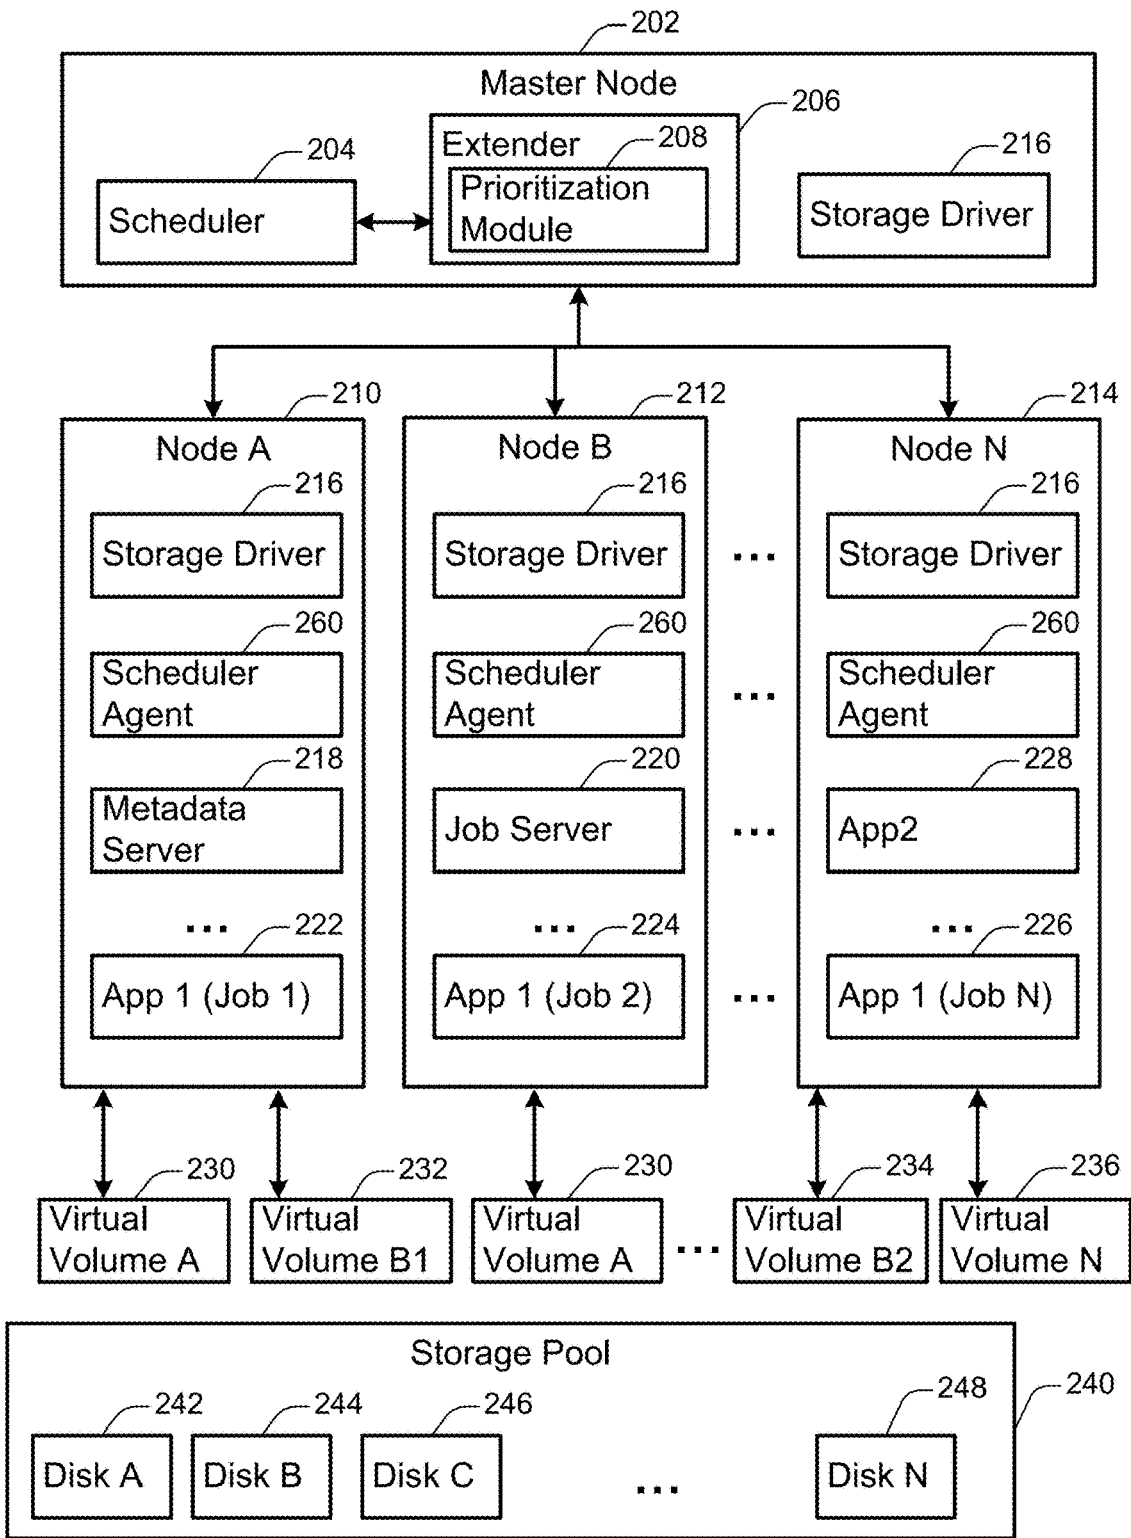 202
Master Node
206
Extender
208
204
216
Prioritization
Module
Scheduler
Storage Driver
210
212
214
Node A
Node B
Node N
216
216
216
Storage Driver
Storage Driver
...
Storage Driver
260
260
260
Scheduler
Agent
Scheduler
Agent
...
Scheduler
Agent
218
220
228
Metadata
Server
Job Server
...
App2
...
222
...
224
...
226
App 1 (Job 1)
App 1 (Job 2)
...
App 1 (Job N)
230
232
230
234
236
Virtual
Volume A
Virtual
Volume B1
Virtual
Volume A
...
Virtual
Volume B2
Virtual
Volume N
Storage Pool
242
244
246
248
240
Disk A
Disk B
Disk C
...
Disk N